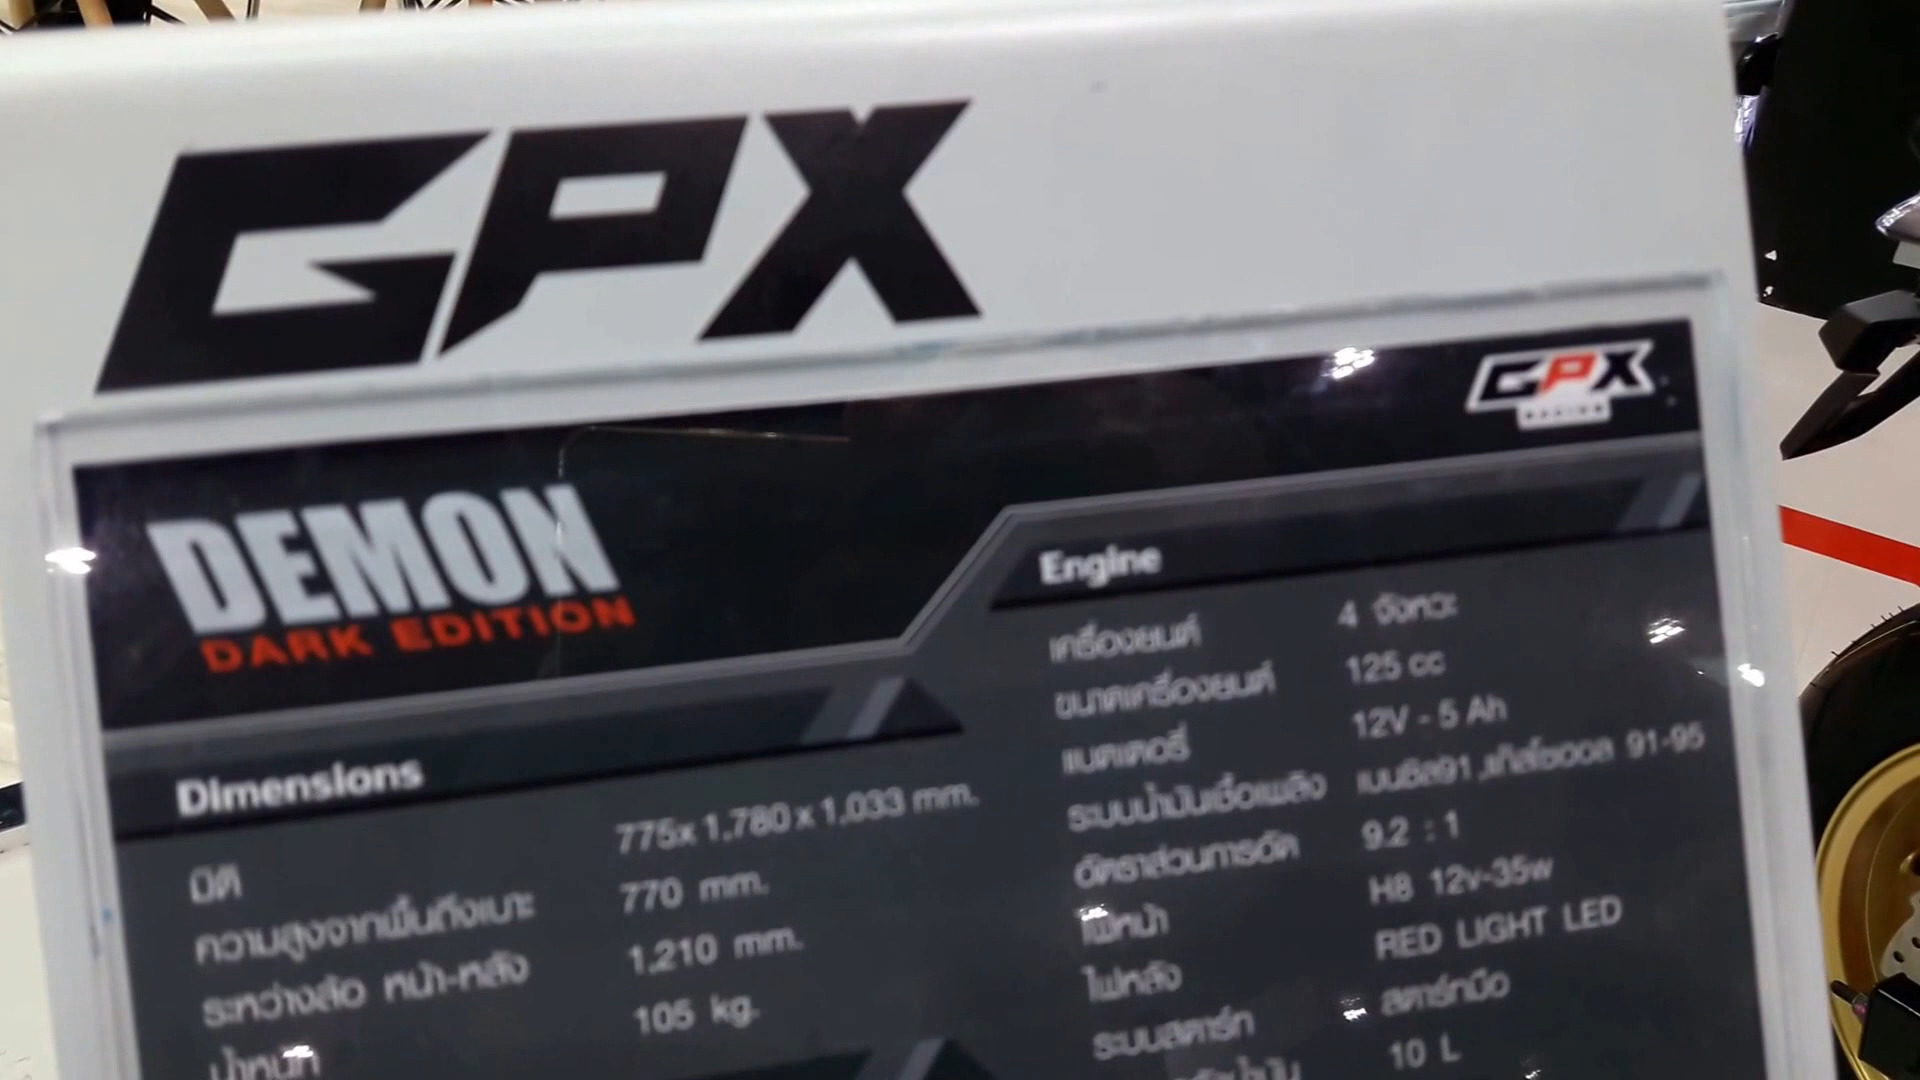 GPX
GPX
RACING
DEMON
DARK EDITION
Dimensions
มิติ 775x 1,780 x 1,033 mm.
ความสูงจากพื้นถึงเบาะ 770 mm.
ระหว่างล้อ หน้า-หลัง 1,210 mm.
น้ำหนัก 105 kg.
Engine
เครื่องยนต์ 4 จังหวะ
ขนาดเครื่องยนต์ 125 cc
แบตเตอรี่ 12V - 5 Ah
ระบบน้ำมันเชื้อเพลิง เบนซิล91 ,แก๊สโซฮอล 91-95
อัตราส่วนการอัด 9.2 : 1
ไฟหน้า H8 12v-35w
ไฟหลัง RED LIGHT LED
ระบบสตาร์ท สตาร์ทมือ
10 L